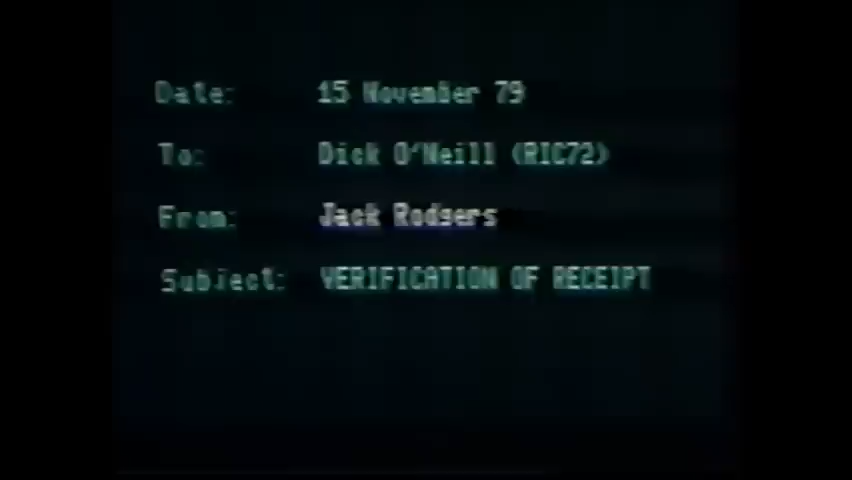 Date: 15 November 79
To: Dick O'Neill (RIC72)
From: Jack Rodgers
Subject: VERIFICATION OF RECEIPT